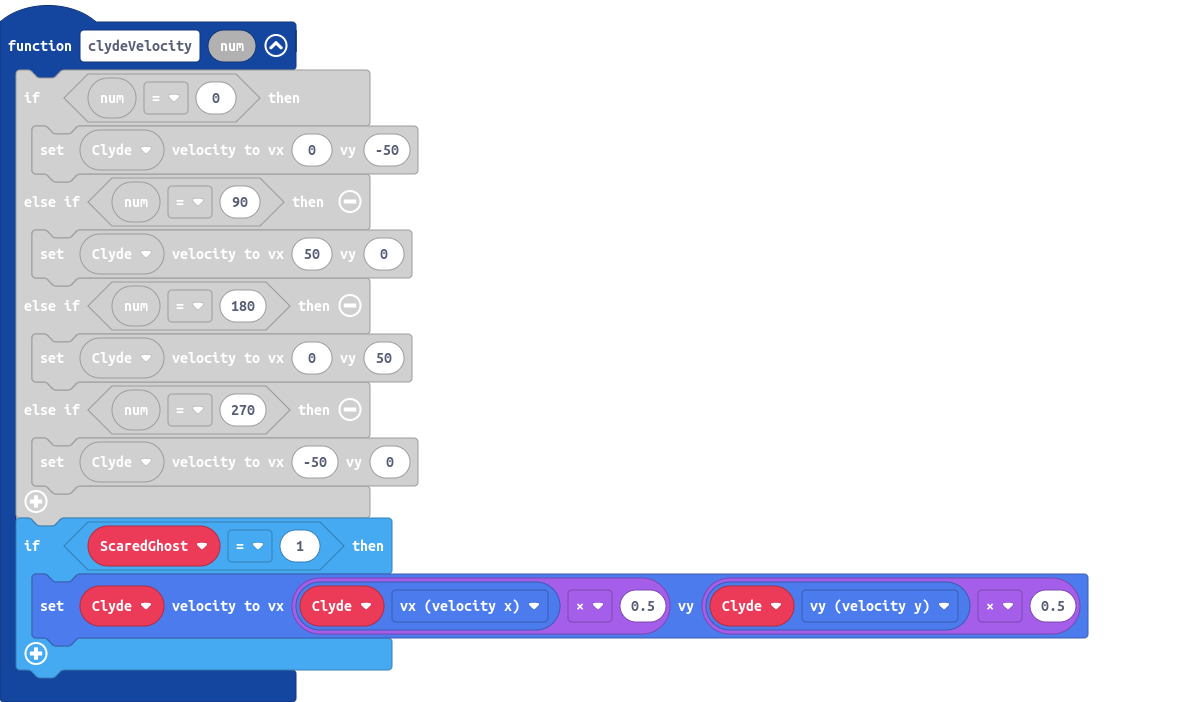 function clydeVelocity num
if num = 0 then
set Clyde velocity to vx 0 vy -50
else if num = 90 then
set Clyde velocity to vx 50 vy 0
else if num = 180 then
set Clyde velocity to vx 0 vy 50
else if num = 270 then
set Clyde velocity to vx -50 vy 0
if ScaredGhost = 1 then
set Clyde velocity to vx Clyde vx (velocity x) × 0.5 vy Clyde vy (velocity y) × 0.5